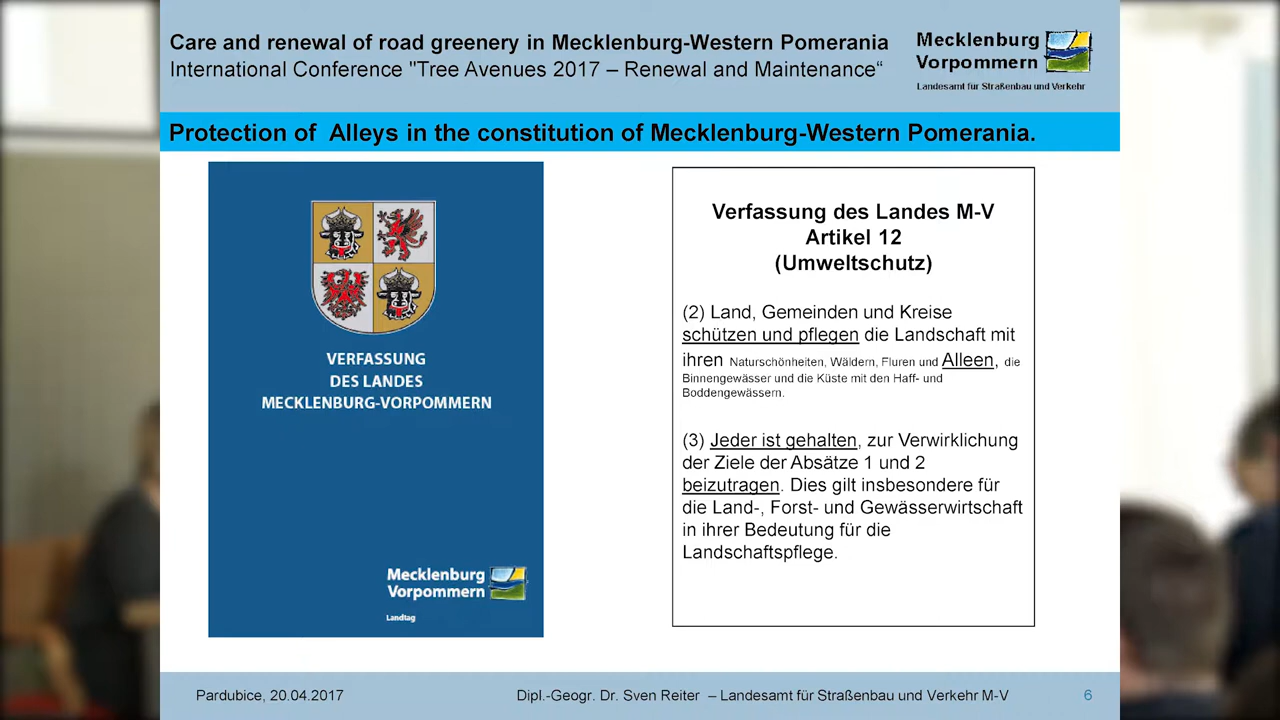 Care and renewal of road greenery in Mecklenburg-Western Pomerania
International Conference "Tree Avenues 2017 – Renewal and Maintenance“
Mecklenburg
Vorpommern
Landesamt für Straßenbau und Verkehr
Protection of Alleys in the constitution of Mecklenburg-Western Pomerania.
VERFASSUNG
DES LANDES
MECKLENBURG-VORPOMMERN
Mecklenburg
Vorpommern
Landtag
Verfassung des Landes M-V
Artikel 12
(Umweltschutz)
(2) Land, Gemeinden und Kreise
schützen und pflegen die Landschaft mit
ihren Naturschönheiten, Wäldern, Fluren und Alleen, die
Binnengewässer und die Küste mit den Haff- und
Boddengewässern.
(3) Jeder ist gehalten, zur Verwirklichung
der Ziele der Absätze 1 und 2
beizutragen. Dies gilt insbesondere für
die Land-, Forst- und Gewässerwirtschaft
in ihrer Bedeutung für die
Landschaftspflege.
Pardubice, 20.04.2017
Dipl.-Geogr. Dr. Sven Reiter – Landesamt für Straßenbau und Verkehr M-V
6